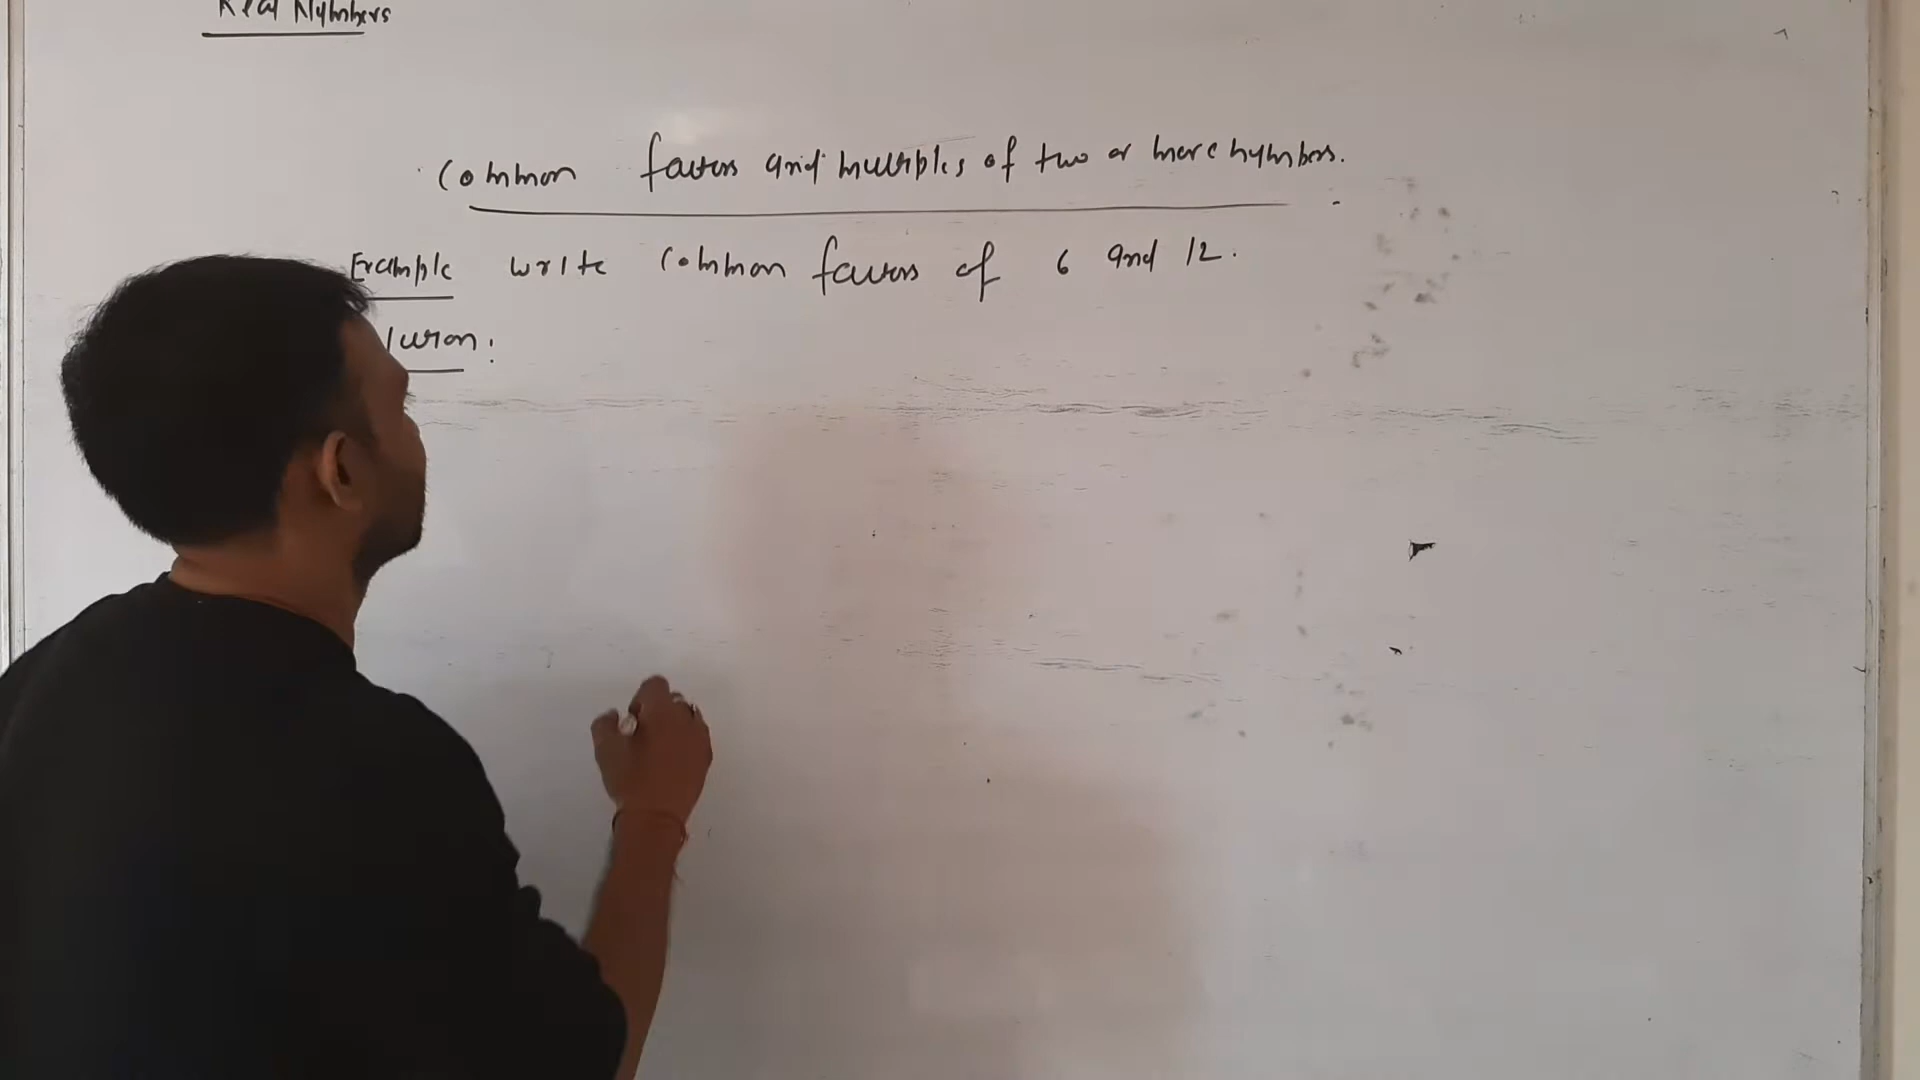 Real Numbers
Common factors and multiples of two or more numbers.
Example write common factors of 6 and 12.
lution: